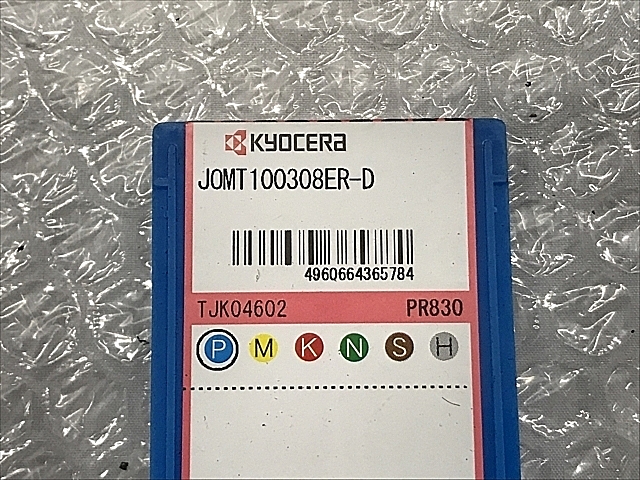 KYOCERA
JOMT100308ER-D
4960664365784
TJK04602 PR830
P M K N S H